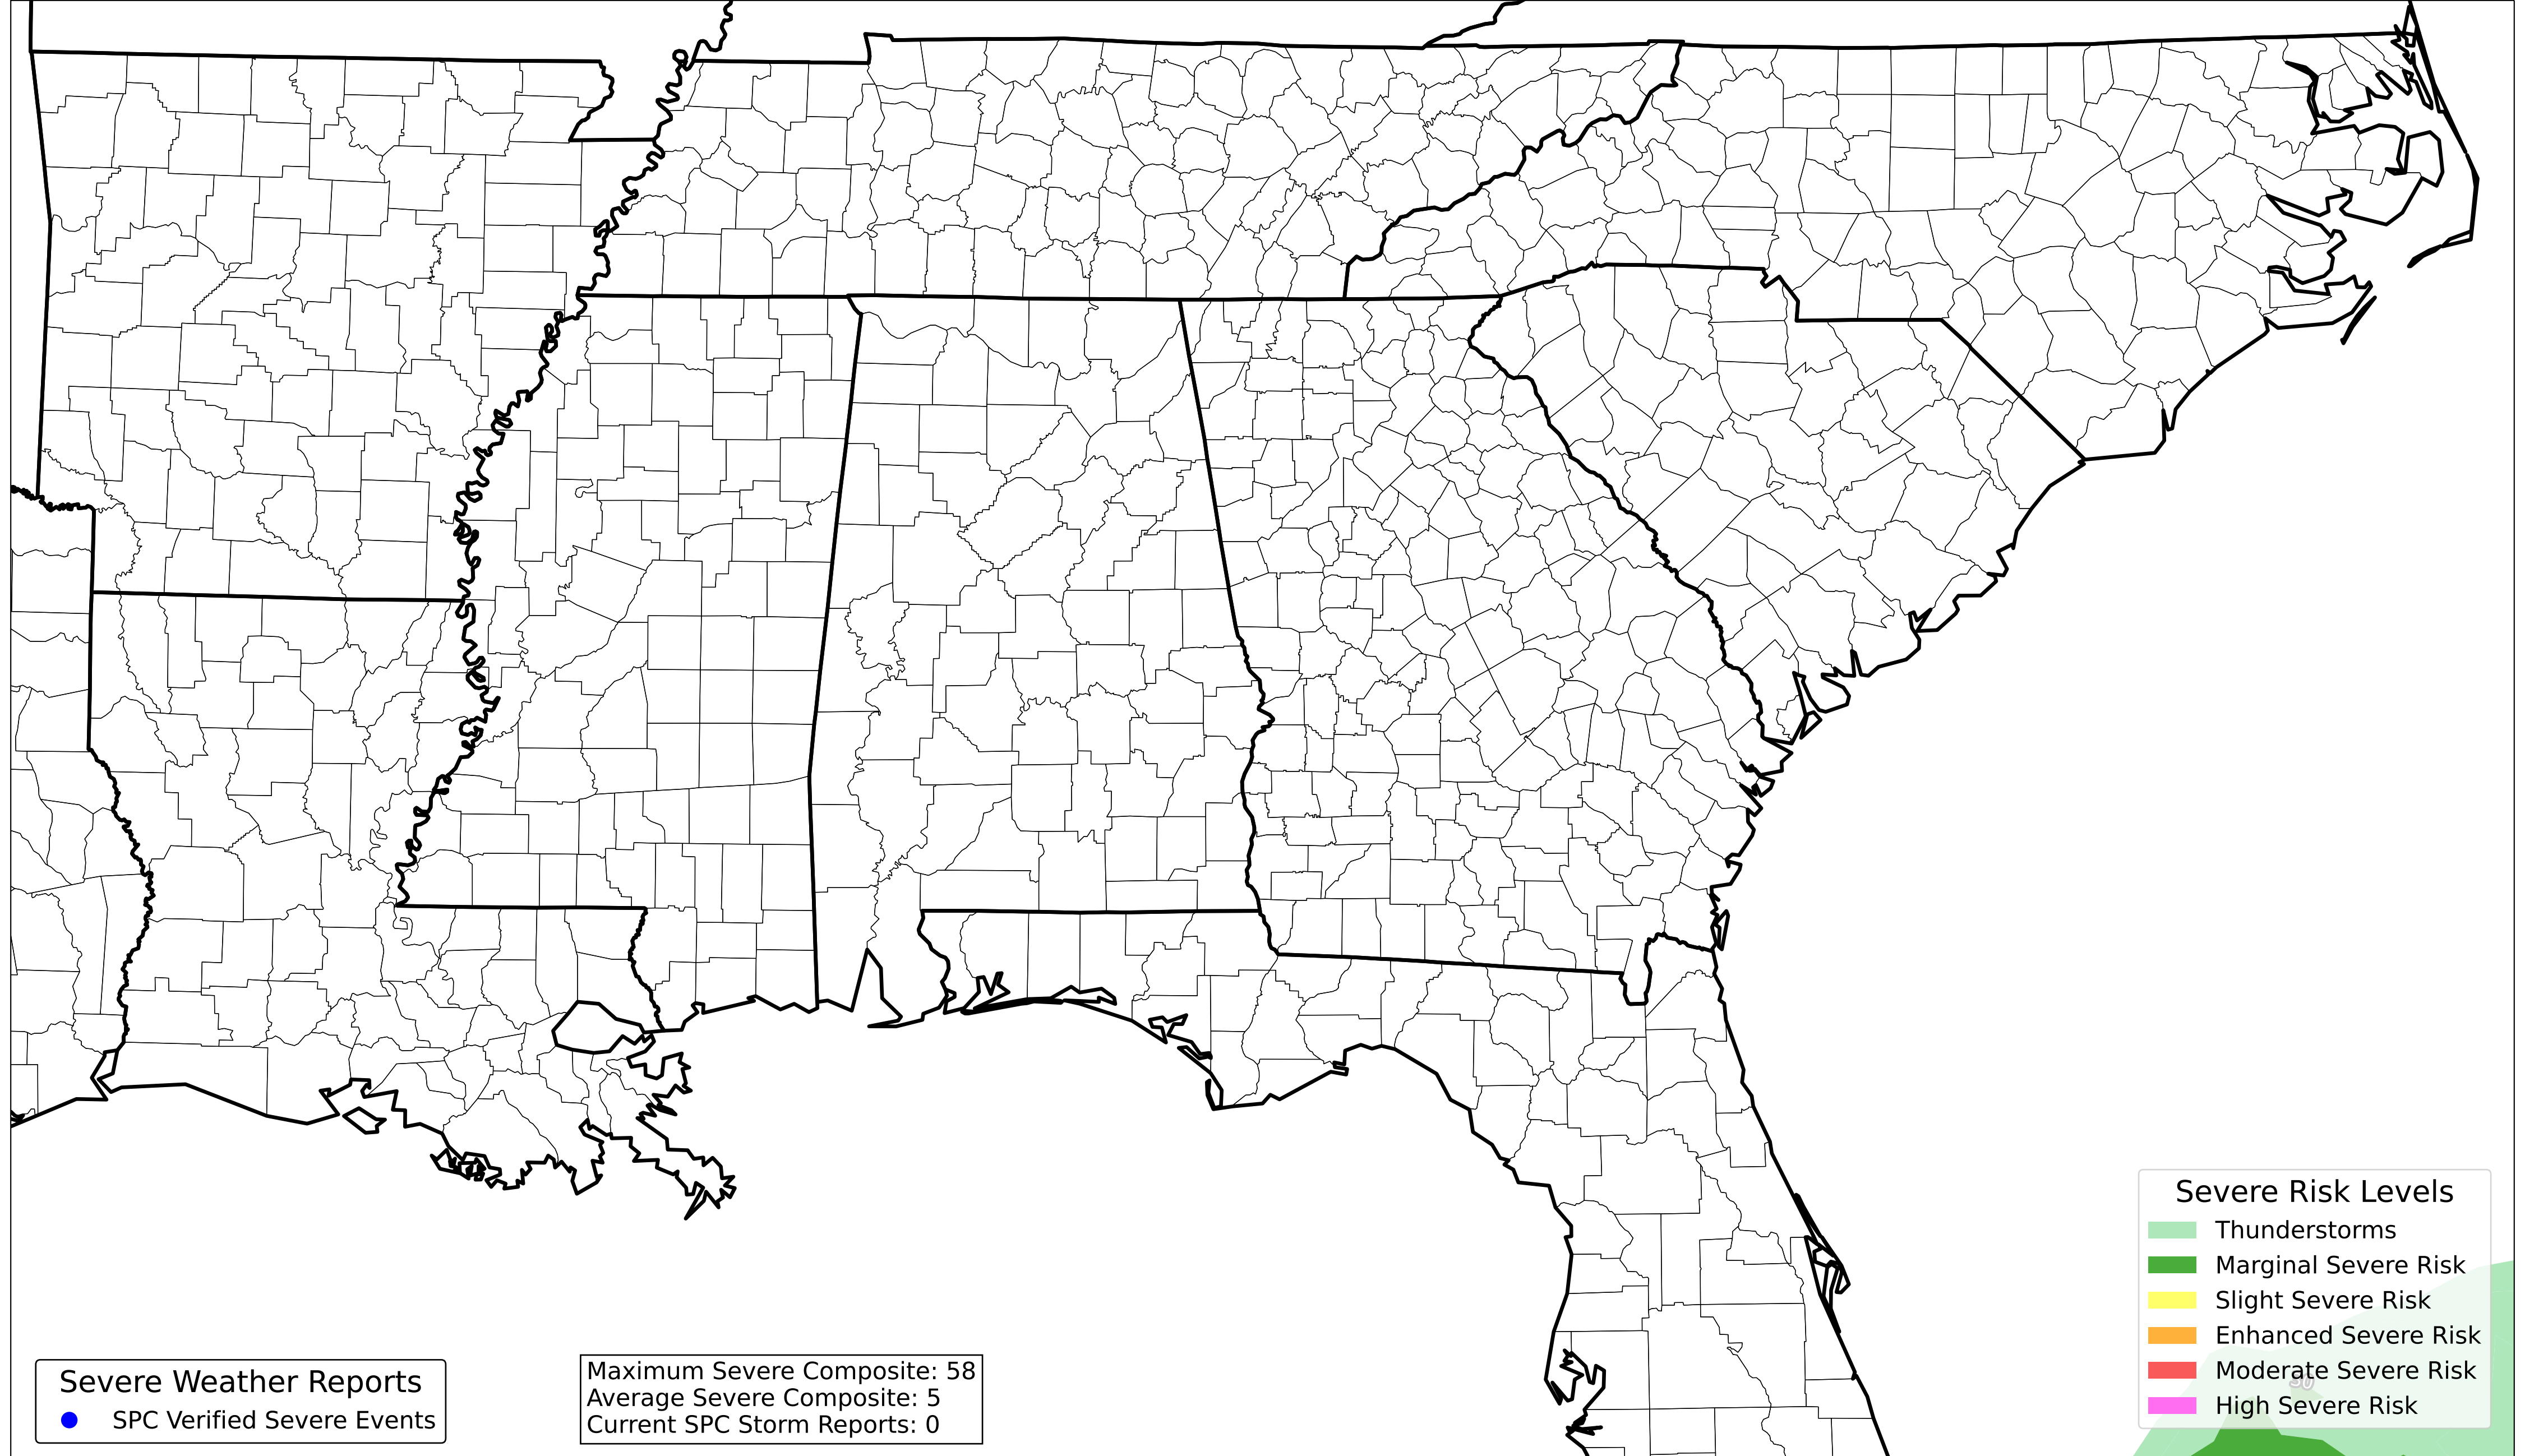 Severe Risk Levels
Thunderstorms
Marginal Severe Risk
Slight Severe Risk
Enhanced Severe Risk
Moderate Severe Risk
50
High Severe Risk
Severe Weather Reports
SPC Verified Severe Events
Maximum Severe Composite: 58
Average Severe Composite: 5
Current SPC Storm Reports: 0